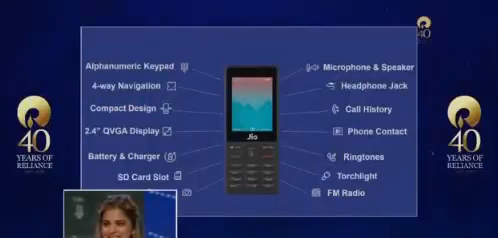 40
Alphanumeric Keypad
Microphone & Speaker
4-way Navigation
Headphone Jack
Compact Design
Call History
2.4" QVGA Display
Phone Contact
Jio
Battery & Charger
Ringtones
SD Card Slot
Torchlight
FM Radio
40
YEARS OF
RELIANCE
40
YEARS OF
RELIANCE